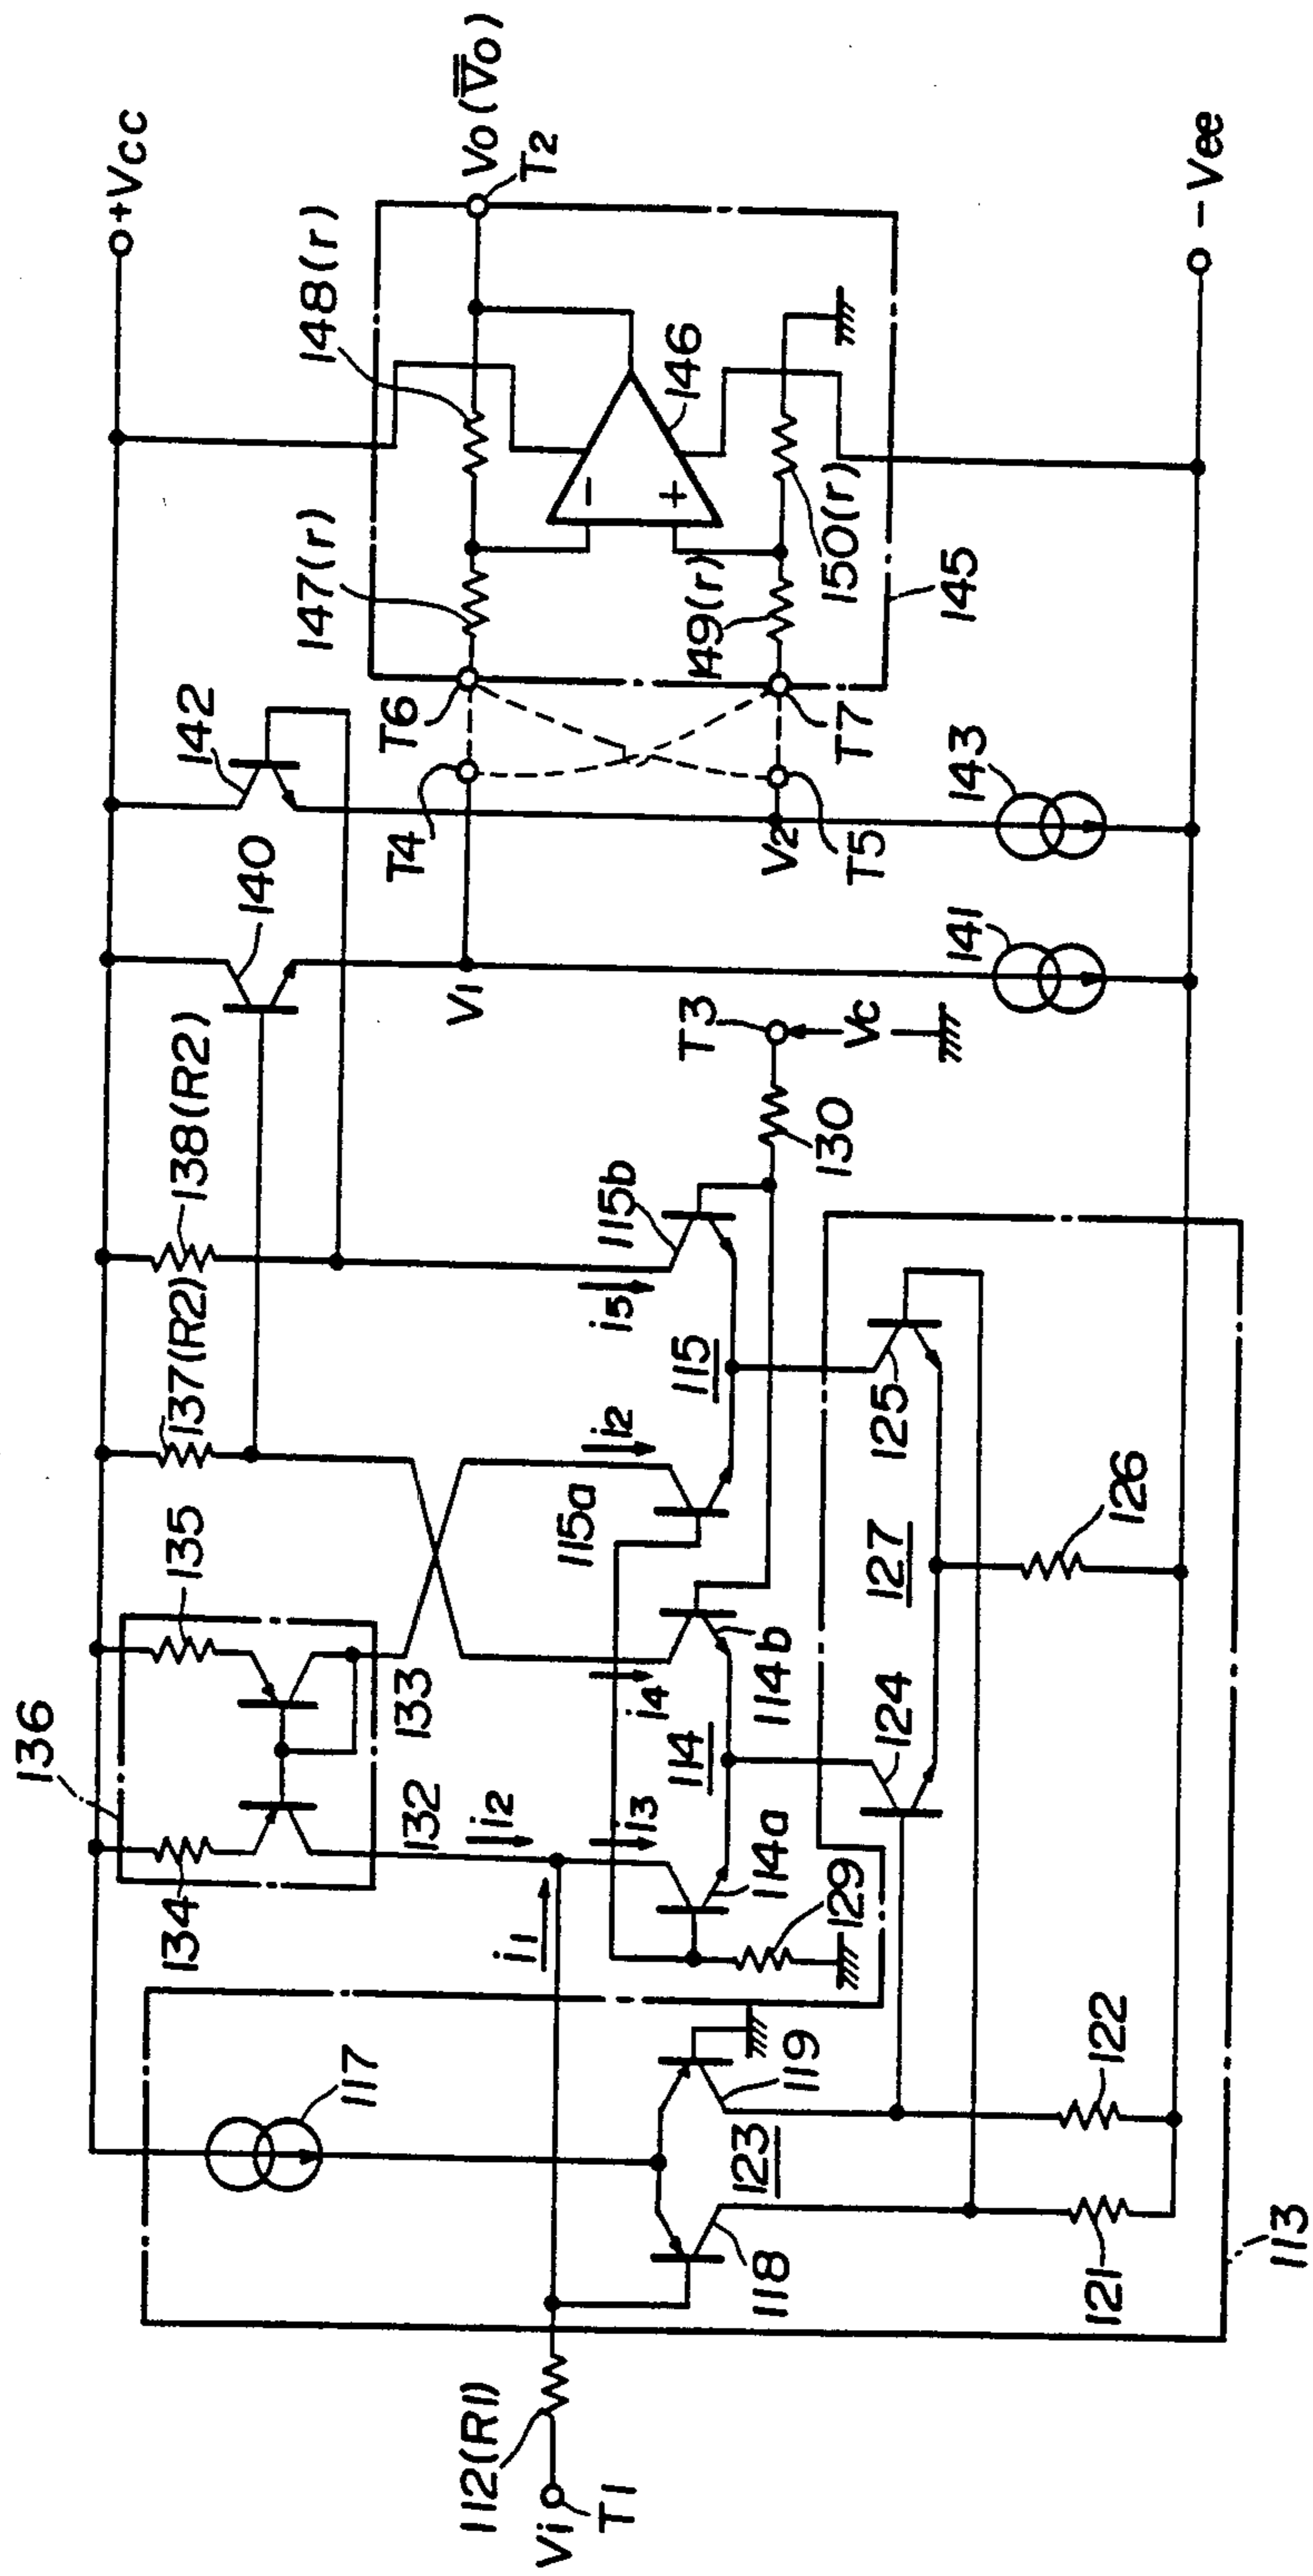 +Vcc
136
134
135
137(R2)
138(R2)
140
142
148(r)
147(r)
Vo(V̿o)
T2
117
132
133
i2
i1
i3
i4
i2
i5
V1
T4
T6
146
112(R1)
Vi
T1
118
123
119
129
114a
114
114b
115a
115
115b
130
T3
Vc
V2
T5
T7
149(r)
150(r)
145
124
127
125
141
143
121
122
126
-Vee
113